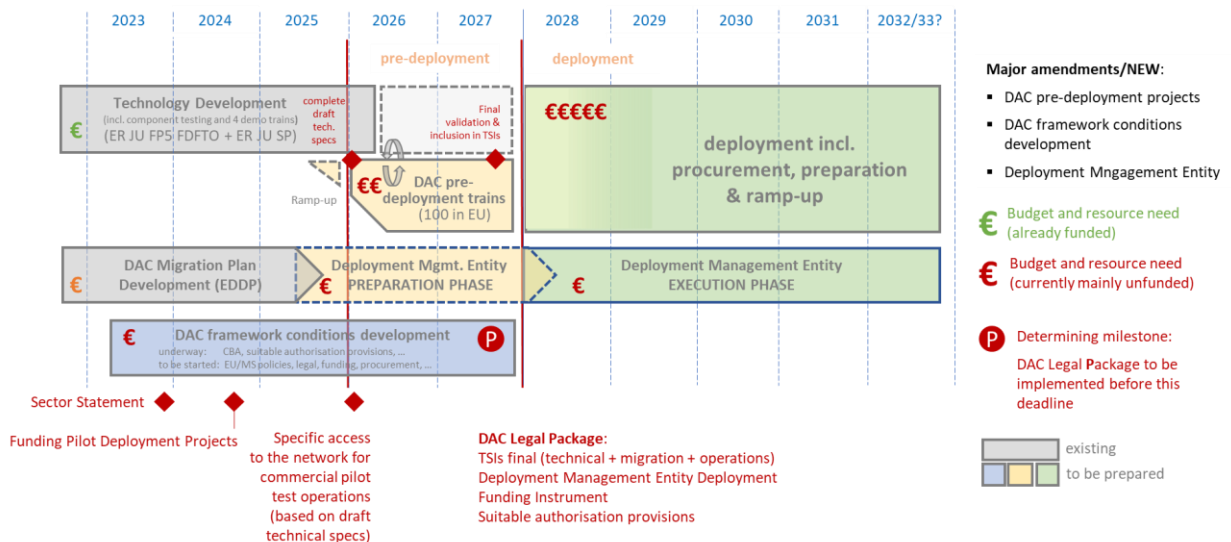 2023 2024 2025 2026 2027 2028 2029 2030 2031 2032/33?
pre-deployment deployment
Technology Development
(incl. component testing and 4 demo trains)
(ER JU FP5 FDFTO + ER JU SP)
€
complete
draft
tech.
specs
Final
validation &
inclusion in TSIs
€€€€€
deployment incl.
procurement, preparation
& ramp-up
Ramp-up
€€
DAC pre-
deployment trains
(100 in EU)
€
DAC Migration Plan
Development (EDDP)
€
Deployment Mgmt. Entity
PREPARATION PHASE
€
Deployment Management Entity
EXECUTION PHASE
€
DAC framework conditions development
underway: CBA, suitable authorisation provisions, ...
to be started: EU/MS policies, legal, funding, procurement, ...
P
Sector Statement
Funding Pilot Deployment Projects
Specific access
to the network for
commercial pilot
test operations
(based on draft
technical specs)
DAC Legal Package:
TSIs final (technical + migration + operations)
Deployment Management Entity Deployment
Funding Instrument
Suitable authorisation provisions
Major amendments/NEW:
▪ DAC pre-deployment projects
▪ DAC framework conditions
development
▪ Deployment Mngagement Entity
€ Budget and resource need
(already funded)
€ Budget and resource need
(currently mainly unfunded)
P Determining milestone:
DAC Legal Package to be
implemented before this
deadline
existing
to be prepared